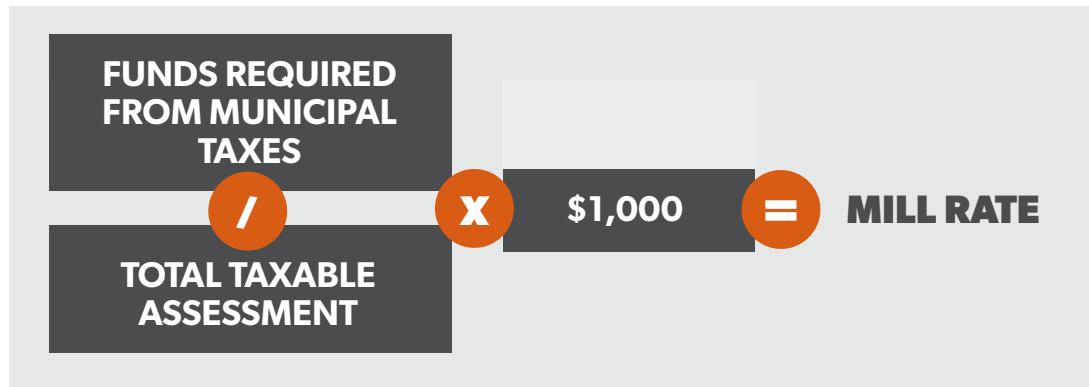 FUNDS REQUIRED
FROM MUNICIPAL
TAXES
/
TOTAL TAXABLE
ASSESSMENT
X
$1,000
=
MILL RATE